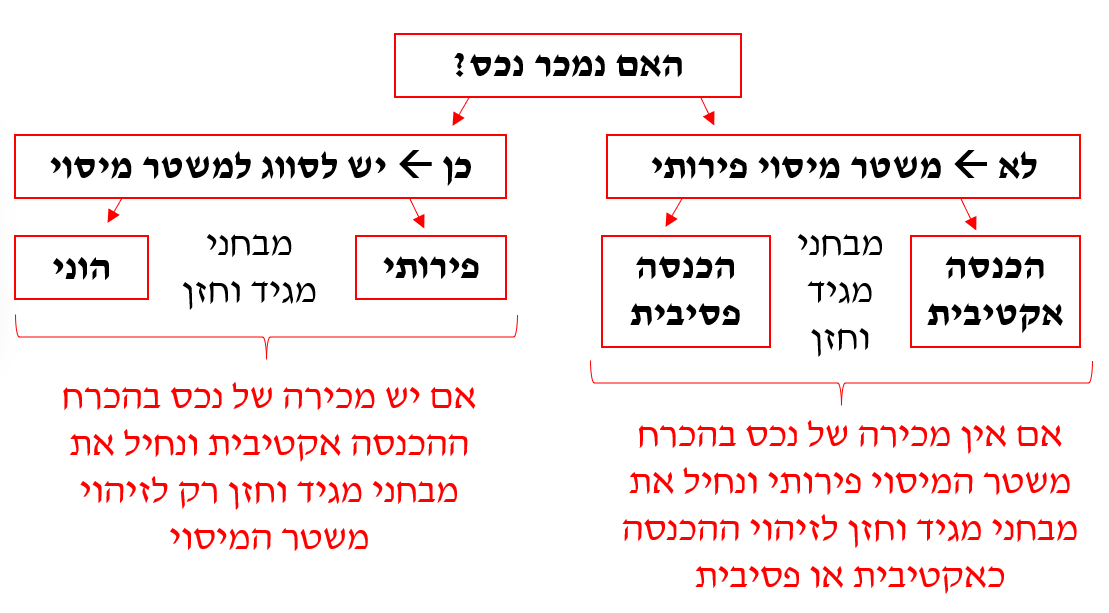 האם נמכר נכס?
לא ← משטר מיסוי פירותי
כן ← יש לסווג למשטר מיסוי
הכנסה
אקטיבית
מבחני
מגיד
וחזן
הכנסה
פסיבית
פירותי
מבחני
מגיד וחזן
הוני
אם אין מכירה של נכס בהכרח
משטר המיסוי פירותי ונחיל את
מבחני מגיד וחזן לזיהוי ההכנסה
כאקטיבית או פסיבית
אם יש מכירה של נכס בהכרח
ההכנסה אקטיבית ונחיל את
מבחני מגיד וחזן רק לזיהוי
משטר המיסוי